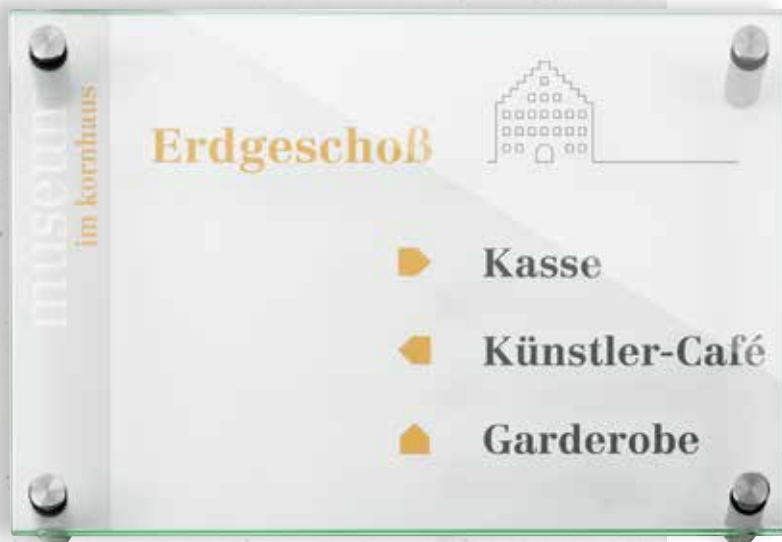 museum
im kornhaus
Erdgeschoß
Kasse
Künstler-Café
Garderobe